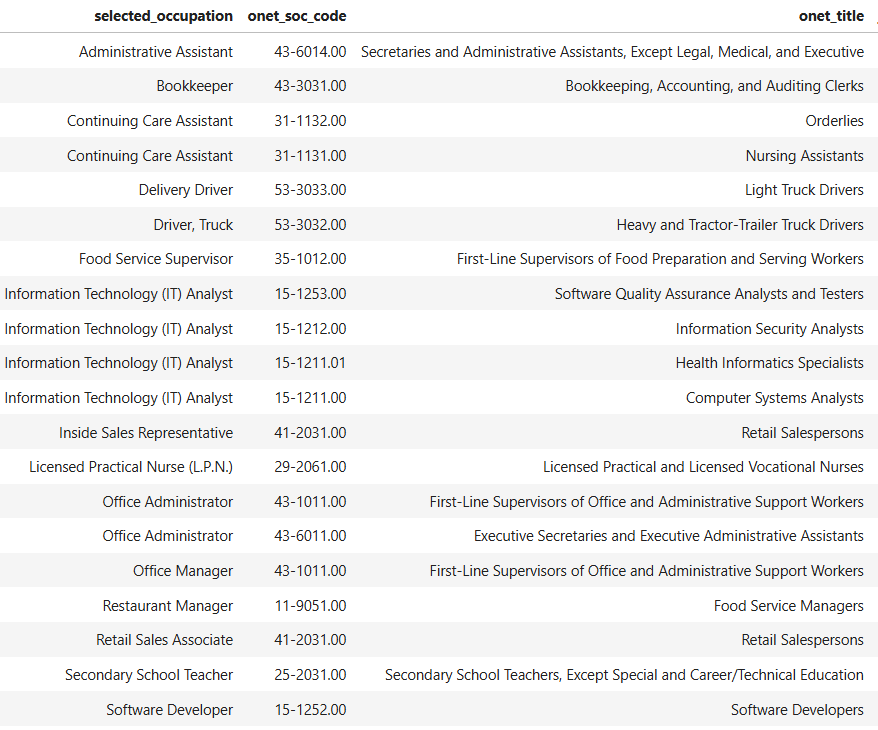 selected_occupation onet_soc_code onet_title
Administrative Assistant 43-6014.00 Secretaries and Administrative Assistants, Except Legal, Medical, and Executive
Bookkeeper 43-3031.00 Bookkeeping, Accounting, and Auditing Clerks
Continuing Care Assistant 31-1132.00 Orderlies
Continuing Care Assistant 31-1131.00 Nursing Assistants
Delivery Driver 53-3033.00 Light Truck Drivers
Driver, Truck 53-3032.00 Heavy and Tractor-Trailer Truck Drivers
Food Service Supervisor 35-1012.00 First-Line Supervisors of Food Preparation and Serving Workers
Information Technology (IT) Analyst 15-1253.00 Software Quality Assurance Analysts and Testers
Information Technology (IT) Analyst 15-1212.00 Information Security Analysts
Information Technology (IT) Analyst 15-1211.01 Health Informatics Specialists
Information Technology (IT) Analyst 15-1211.00 Computer Systems Analysts
Inside Sales Representative 41-2031.00 Retail Salespersons
Licensed Practical Nurse (L.P.N.) 29-2061.00 Licensed Practical and Licensed Vocational Nurses
Office Administrator 43-1011.00 First-Line Supervisors of Office and Administrative Support Workers
Office Administrator 43-6011.00 Executive Secretaries and Executive Administrative Assistants
Office Manager 43-1011.00 First-Line Supervisors of Office and Administrative Support Workers
Restaurant Manager 11-9051.00 Food Service Managers
Retail Sales Associate 41-2031.00 Retail Salespersons
Secondary School Teacher 25-2031.00 Secondary School Teachers, Except Special and Career/Technical Education
Software Developer 15-1252.00 Software Developers